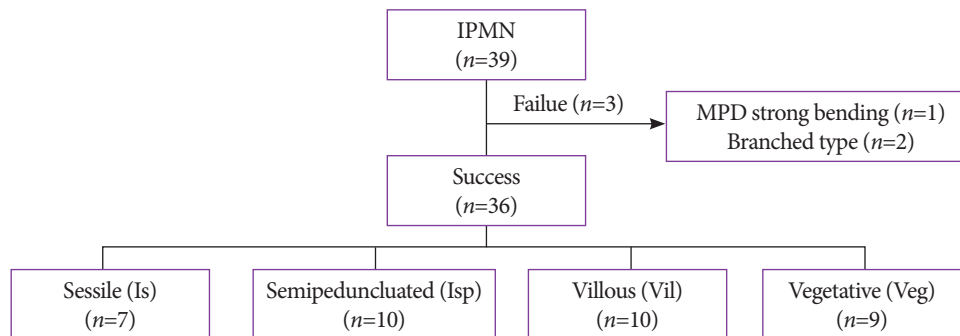 IPMN
(n=39)
Failue (n=3)
MPD strong bending (n=1)
Branched type (n=2)
Success
(n=36)
Sessile (Is)
(n=7)
Semipeduncluated (Isp)
(n=10)
Villous (Vil)
(n=10)
Vegetative (Veg)
(n=9)